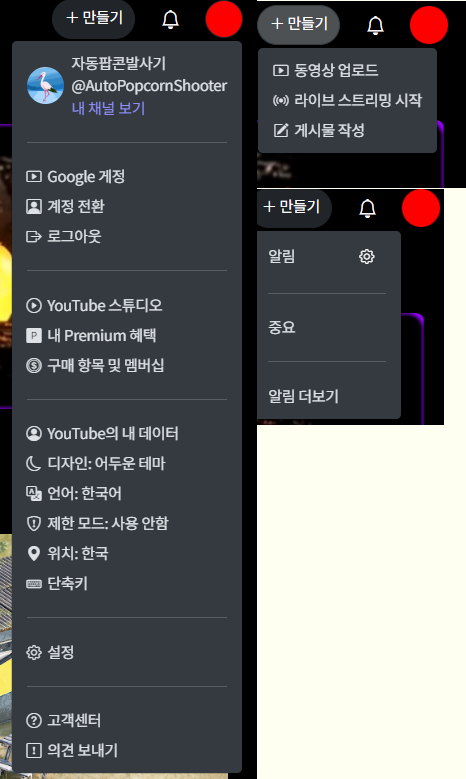 + 만들기
자동팝콘발사기
@AutoPopcornShooter
내 채널 보기
Google 계정
계정 전환
로그아웃
YouTube 스튜디오
내 Premium 혜택
구매 항목 및 멤버십
YouTube의 내 데이터
디자인: 어두운 테마
언어: 한국어
제한 모드: 사용 안함
위치: 한국
단축키
설정
고객센터
의견 보내기
+ 만들기
동영상 업로드
라이브 스트리밍 시작
게시물 작성
+ 만들기
알림
중요
알림 더보기